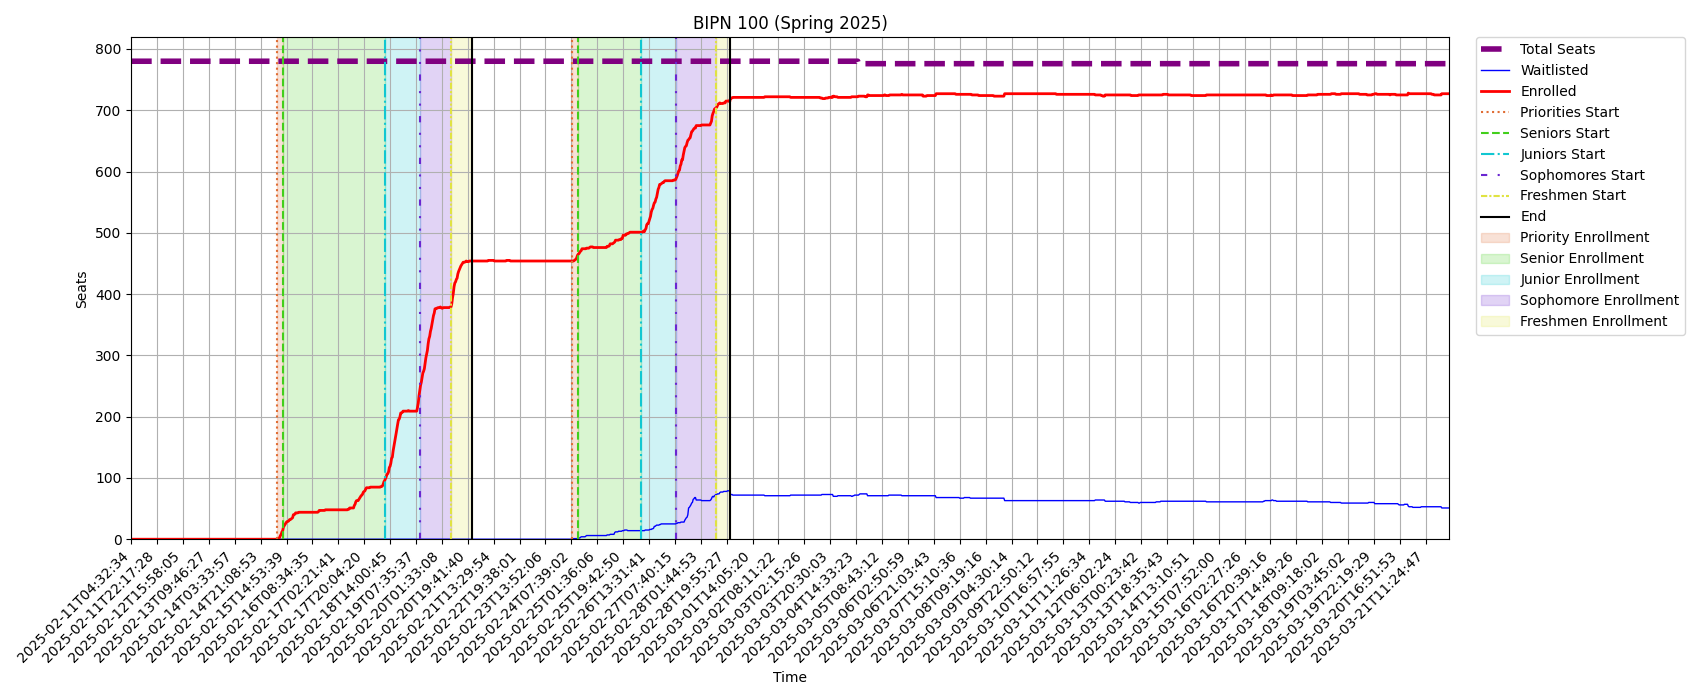 BIPN 100 (Spring 2025)
800
700
600
500
400
300
200
100
0
Seats
2025-02-11T04:32:34
2025-02-11T22:17:28
2025-02-12T15:58:05
2025-02-13T09:46:27
2025-02-14T03:33:57
2025-02-14T21:08:53
2025-02-15T14:53:39
2025-02-16T08:34:35
2025-02-17T02:21:41
2025-02-17T20:04:20
2025-02-18T14:00:45
2025-02-19T07:35:37
2025-02-20T01:33:08
2025-02-20T19:41:40
2025-02-21T13:29:54
2025-02-22T19:38:01
2025-02-23T13:52:06
2025-02-24T07:39:02
2025-02-25T01:36:06
2025-02-25T19:42:50
2025-02-26T13:31:41
2025-02-27T07:40:15
2025-02-28T01:44:53
2025-02-28T19:55:27
2025-03-01T14:05:20
2025-03-02T08:11:22
2025-03-03T02:15:26
2025-03-03T20:30:03
2025-03-04T14:33:23
2025-03-05T08:43:12
2025-03-06T02:50:59
2025-03-06T21:03:43
2025-03-07T15:10:36
2025-03-08T09:19:16
2025-03-09T04:30:14
2025-03-09T22:50:12
2025-03-10T16:57:55
2025-03-11T11:26:34
2025-03-12T06:02:24
2025-03-13T00:23:42
2025-03-13T18:35:43
2025-03-14T13:10:51
2025-03-15T07:52:00
2025-03-16T02:27:26
2025-03-16T20:39:16
2025-03-17T14:49:26
2025-03-18T09:18:02
2025-03-19T03:45:02
2025-03-19T22:19:29
2025-03-20T16:51:53
2025-03-21T11:24:47
Time
Total Seats
Waitlisted
Enrolled
Priorities Start
Seniors Start
Juniors Start
Sophomores Start
Freshmen Start
End
Priority Enrollment
Senior Enrollment
Junior Enrollment
Sophomore Enrollment
Freshmen Enrollment